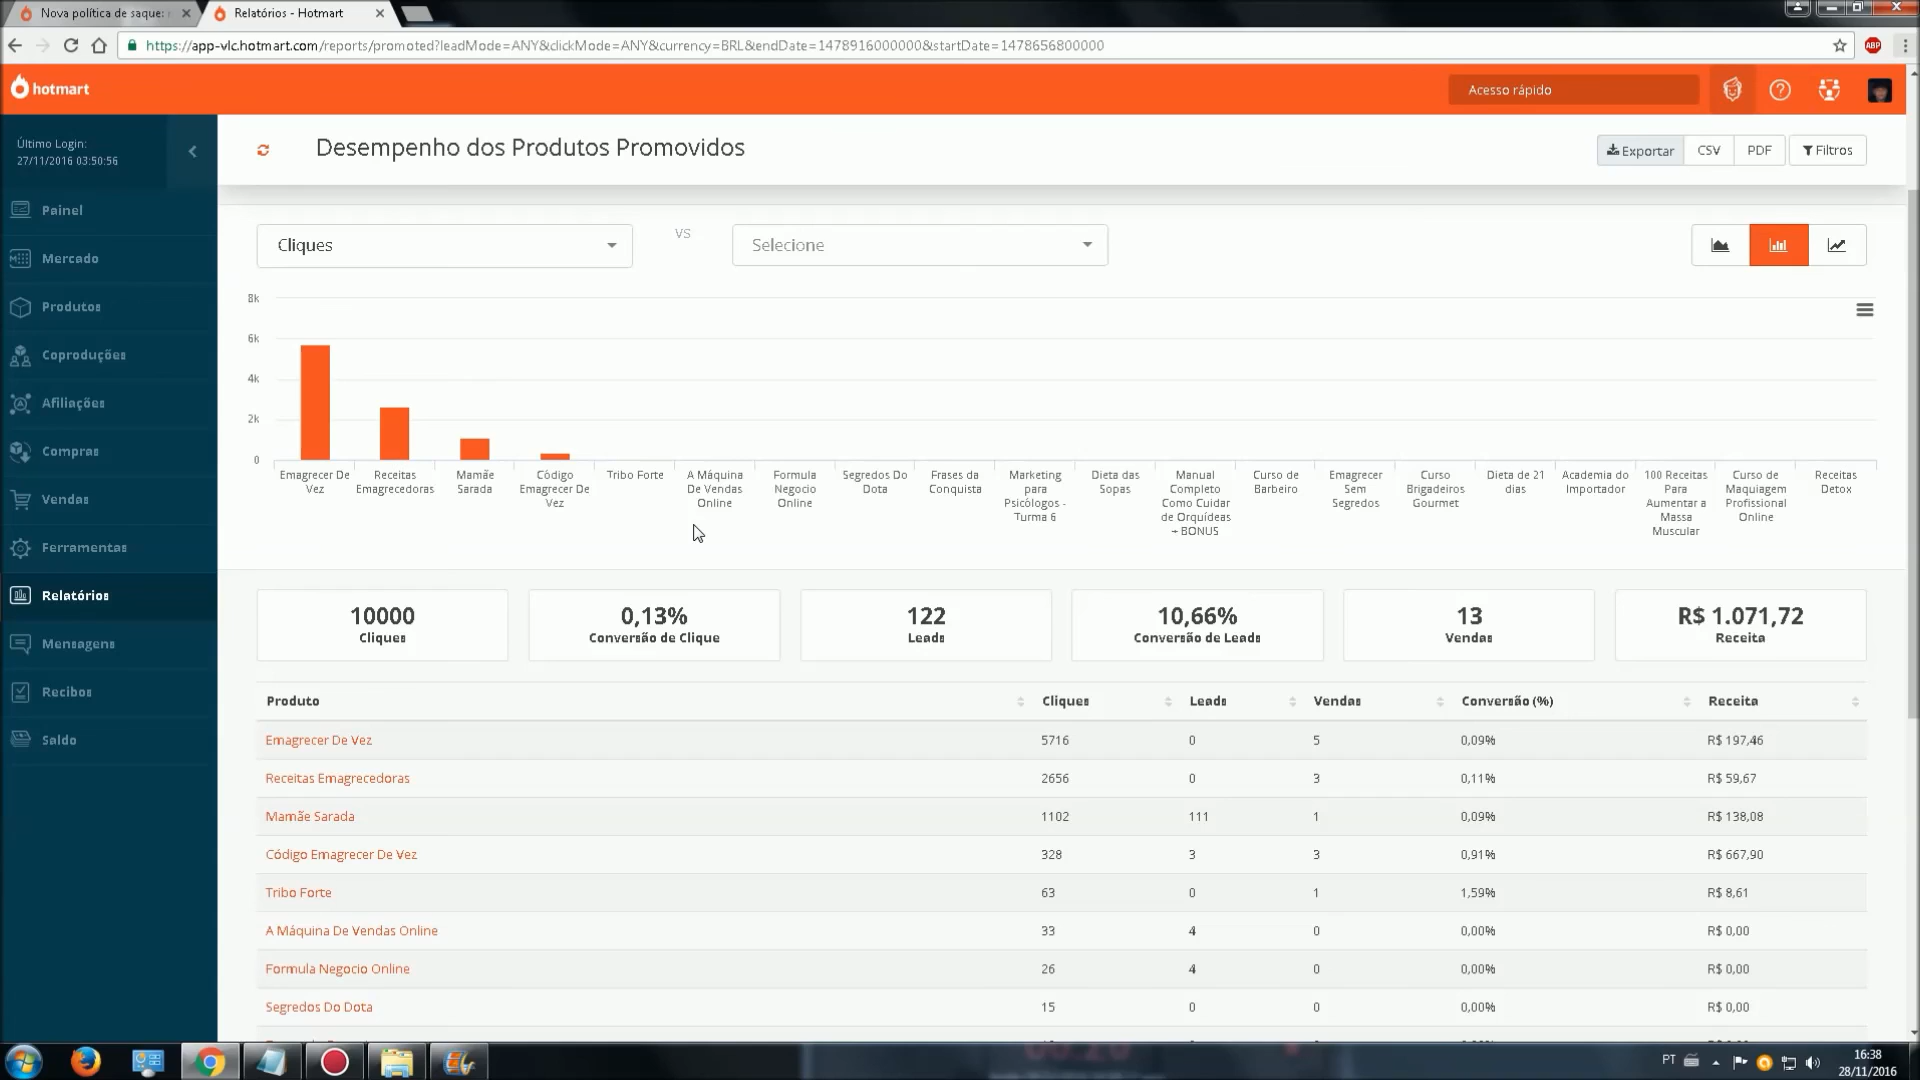 Nova política de saque:
Relatórios - Hotmart
https://app-vlc.hotmart.com/reports/promoted?leadMode=ANY&clickMode=ANY&currency=BRL&endDate=1478916000000&startDate=1478656800000
ABP
hotmart
Acesso rápido
Último Login:
27/11/2016 03:50:56
Desempenho dos Produtos Promovidos
Exportar
CSV
PDF
Filtros
Painel
Mercado
Produtos
Coproduções
Afiliações
Compras
Vendas
Ferramentas
Relatórios
Mensagens
Recibos
Saldo
Cliques
VS
Selecione
8k
6k
4k
2k
0
Emagrecer De Vez
Receitas Emagrecedoras
Mamãe Sarada
Código Emagrecer De Vez
Tribo Forte
A Máquina De Vendas Online
Formula Negocio Online
Segredos Do Dota
Frases da Conquista
Marketing para Psicólogos - Turma 6
Dieta das Sopas
Manual Completo Como Cuidar de Orquídeas + BONUS
Curso de Barbeiro
Emagrecer Sem Segredos
Curso Brigadeiros Gourmet
Dieta de 21 dias
Academia do Importador
100 Receitas Para Aumentar a Massa Muscular
Curso de Maquiagem Profissional Online
Receitas Detox
10000
Cliques
0,13%
Conversão de Clique
122
Leads
10,66%
Conversão de Leads
13
Vendas
R$ 1.071,72
Receita
Produto Cliques Leads Vendas Conversão (%) Receita
Emagrecer De Vez 5716 0 5 0,09% R$ 197,46
Receitas Emagrecedoras 2656 0 3 0,11% R$ 59,67
Mamãe Sarada 1102 111 1 0,09% R$ 138,08
Código Emagrecer De Vez 328 3 3 0,91% R$ 667,90
Tribo Forte 63 0 1 1,59% R$ 8,61
A Máquina De Vendas Online 33 4 0 0,00% R$ 0,00
Formula Negocio Online 26 4 0 0,00% R$ 0,00
Segredos Do Dota 15 0 0 0,00% R$ 0,00
PT
16:38
28/11/2016